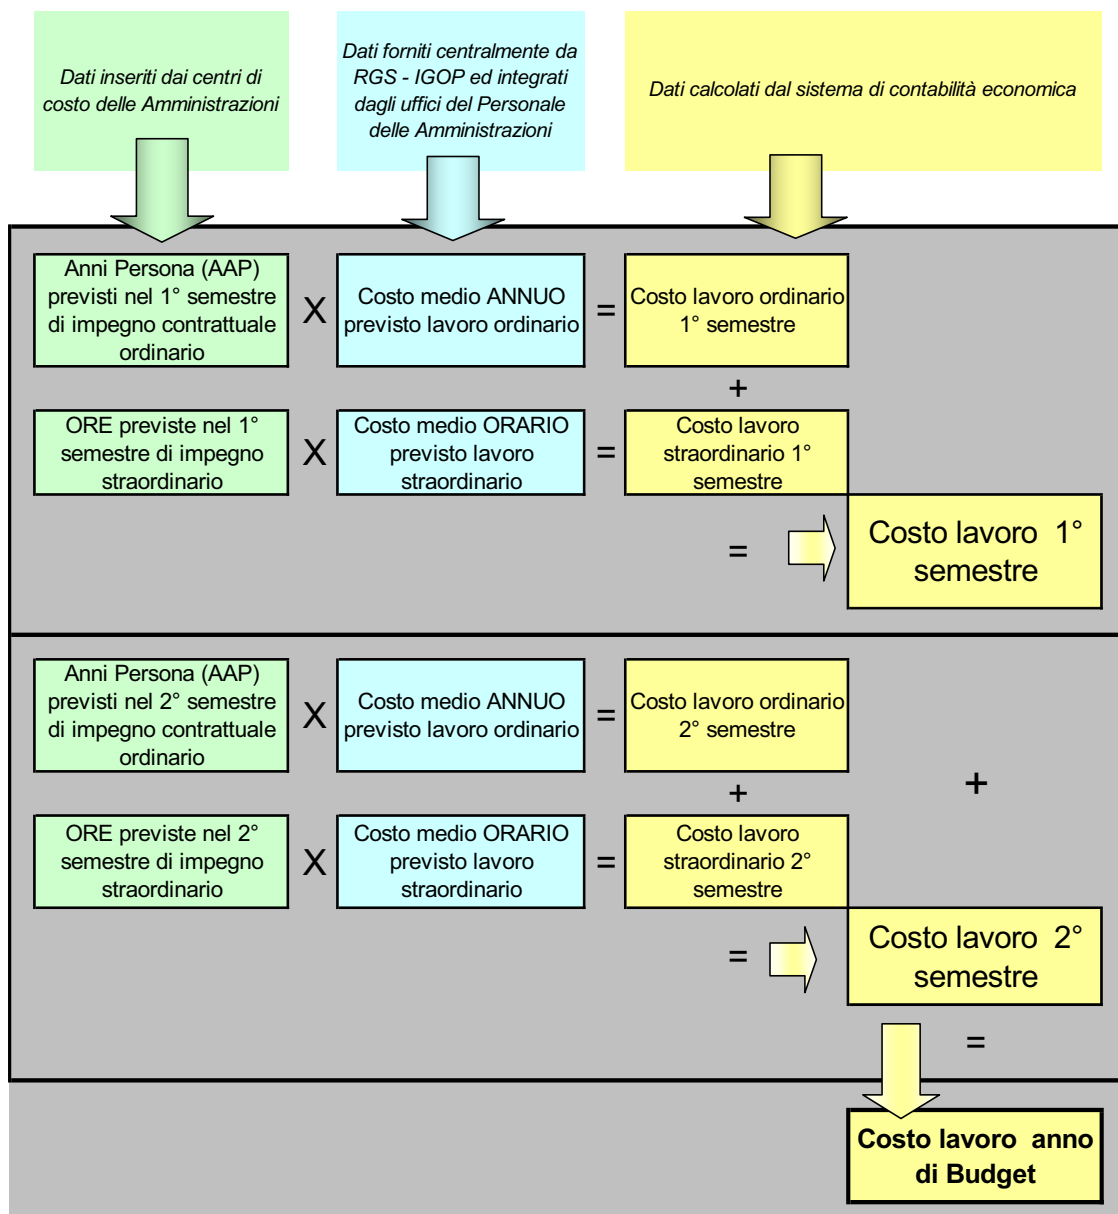 Dati inseriti dai centri di
costo delle Amministrazioni
Dati forniti centralmente da
RGS - IGOP ed integrati
dagli uffici del Personale
delle Amministrazioni
Dati calcolati dal sistema di contabilità economica
Anni Persona (AAP)
previsti nel 1° semestre
di impegno contrattuale
ordinario
X
Costo medio ANNUO
previsto lavoro ordinario
=
Costo lavoro ordinario
1° semestre
+
ORE previste nel 1°
semestre di impegno
straordinario
X
Costo medio ORARIO
previsto lavoro
straordinario
=
Costo lavoro
straordinario 1°
semestre
=
Costo lavoro 1°
semestre
Anni Persona (AAP)
previsti nel 2° semestre
di impegno contrattuale
ordinario
X
Costo medio ANNUO
previsto lavoro ordinario
=
Costo lavoro ordinario
2° semestre
+
+
ORE previste nel 2°
semestre di impegno
straordinario
X
Costo medio ORARIO
previsto lavoro
straordinario
=
Costo lavoro
straordinario 2°
semestre
=
Costo lavoro 2°
semestre
=
Costo lavoro anno
di Budget